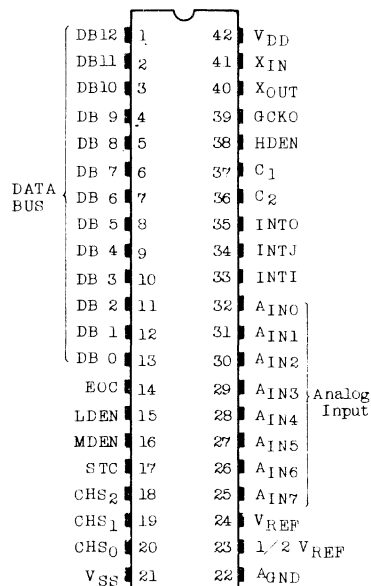 DB12 1 42 VDD
DB11 2 41 XIN
DB10 3 40 XOUT
DB 9 4 39 GCKO
DB 8 5 38 HDEN
DB 7 6 37 C1
DATA BUS
DB 6 7 36 C2
DB 5 8 35 INTO
DB 4 9 34 INTJ
DB 3 10 33 INTI
DB 2 11 32 AIN0
DB 1 12 31 AIN1
DB 0 13 30 AIN2
EOC 14 29 AIN3
Analog Input
LDEN 15 28 AIN4
MDEN 16 27 AIN5
STC 17 26 AIN6
CHS2 18 25 AIN7
CHS1 19 24 VREF
CHS0 20 23 1/2 VREF
VSS 21 22 AGND